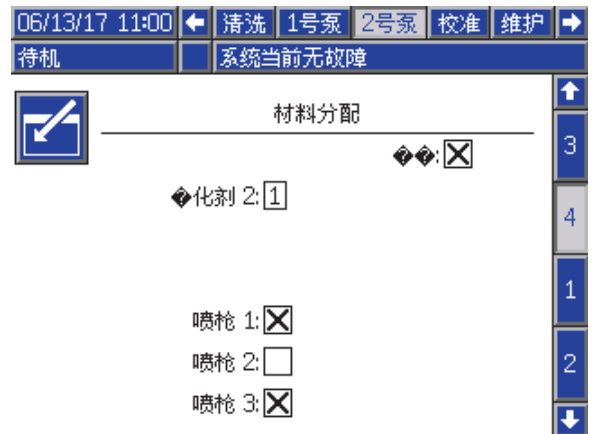 06/13/17 11:00 清洗 1号泵 2号泵 校准 维护
待机 系统当前无故障
材料分配
3
��:
�化剂 2: 1
4
1
喷枪 1:
喷枪 2:
2
喷枪 3: